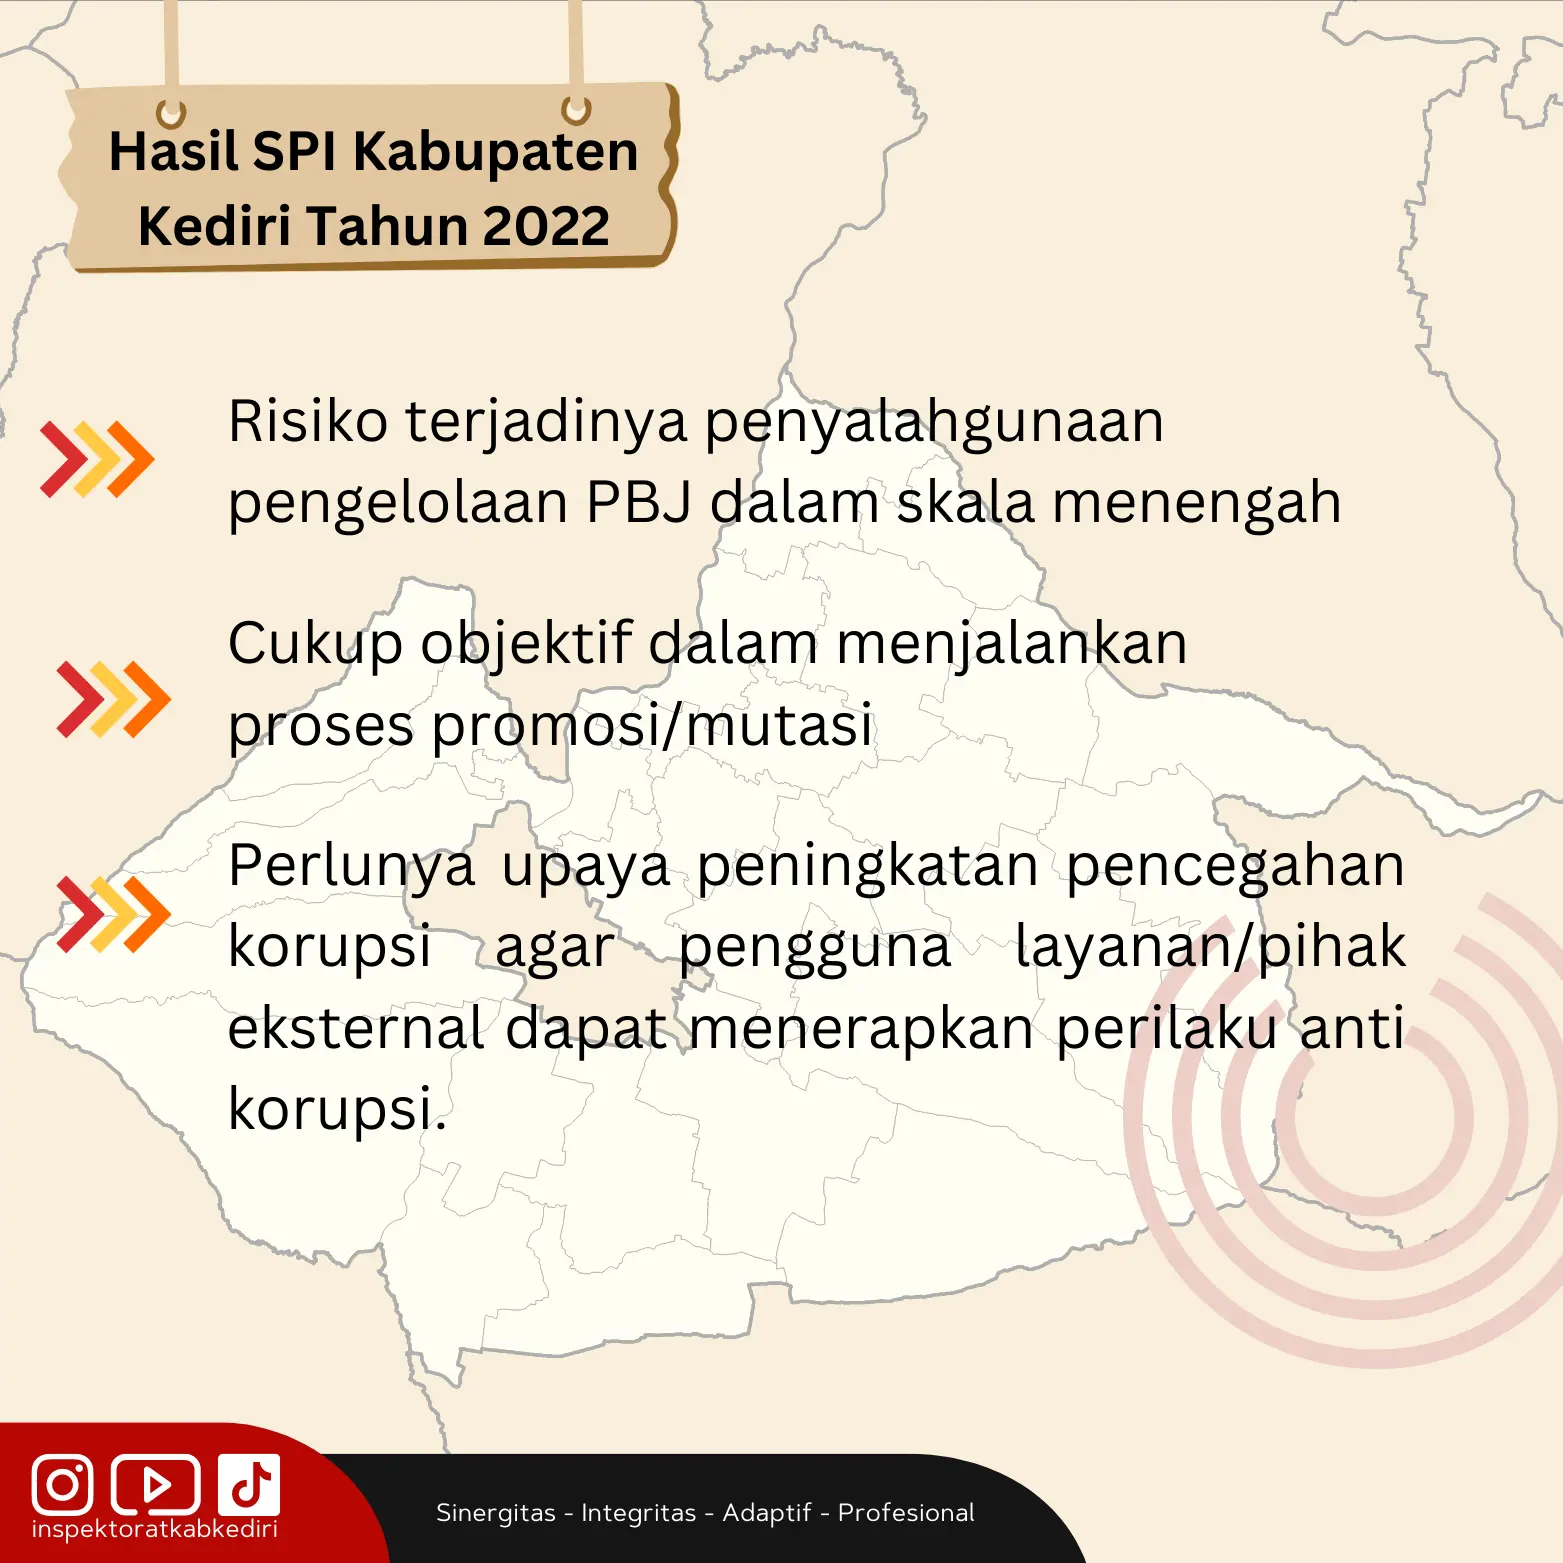 Hasil SPI Kabupaten
Kediri Tahun 2022
Risiko terjadinya penyalahgunaan
pengelolaan PBJ dalam skala menengah
Cukup objektif dalam menjalankan
proses promosi/mutasi
Perlunya upaya peningkatan pencegahan
korupsi agar pengguna layanan/pihak
eksternal dapat menerapkan perilaku anti
korupsi.
inspektoratkabkediri
Sinergitas - Integritas - Adaptif - Profesional